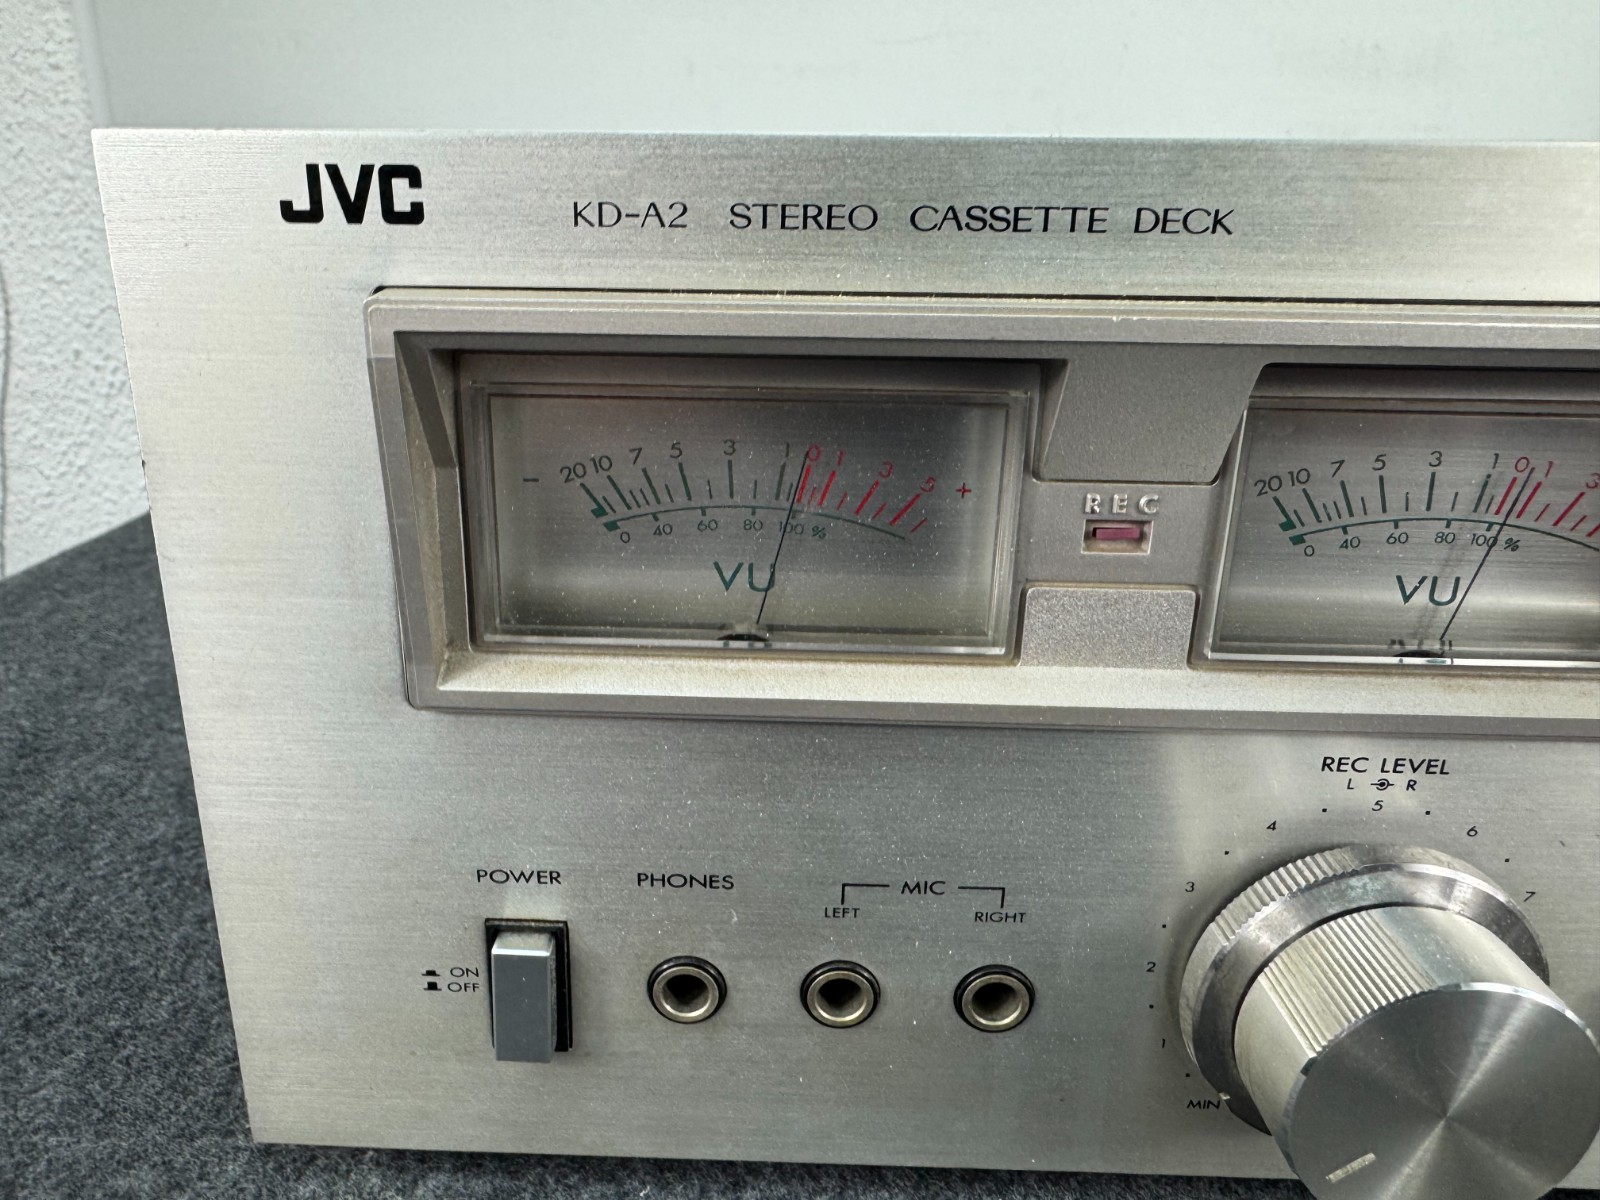 JVC KD-A2 STEREO CASSETTE DECK
- 20 10 7 5 3 1 0 1 3 5 +
0 40 60 80 100 %
VU
REC
20 10 7 5 3 1 0 1 3
0 40 60 80 100 %
VU
REC LEVEL
L R
MIN 1 2 3 4 5 6 7
POWER
ON
OFF
PHONES
MIC
LEFT RIGHT